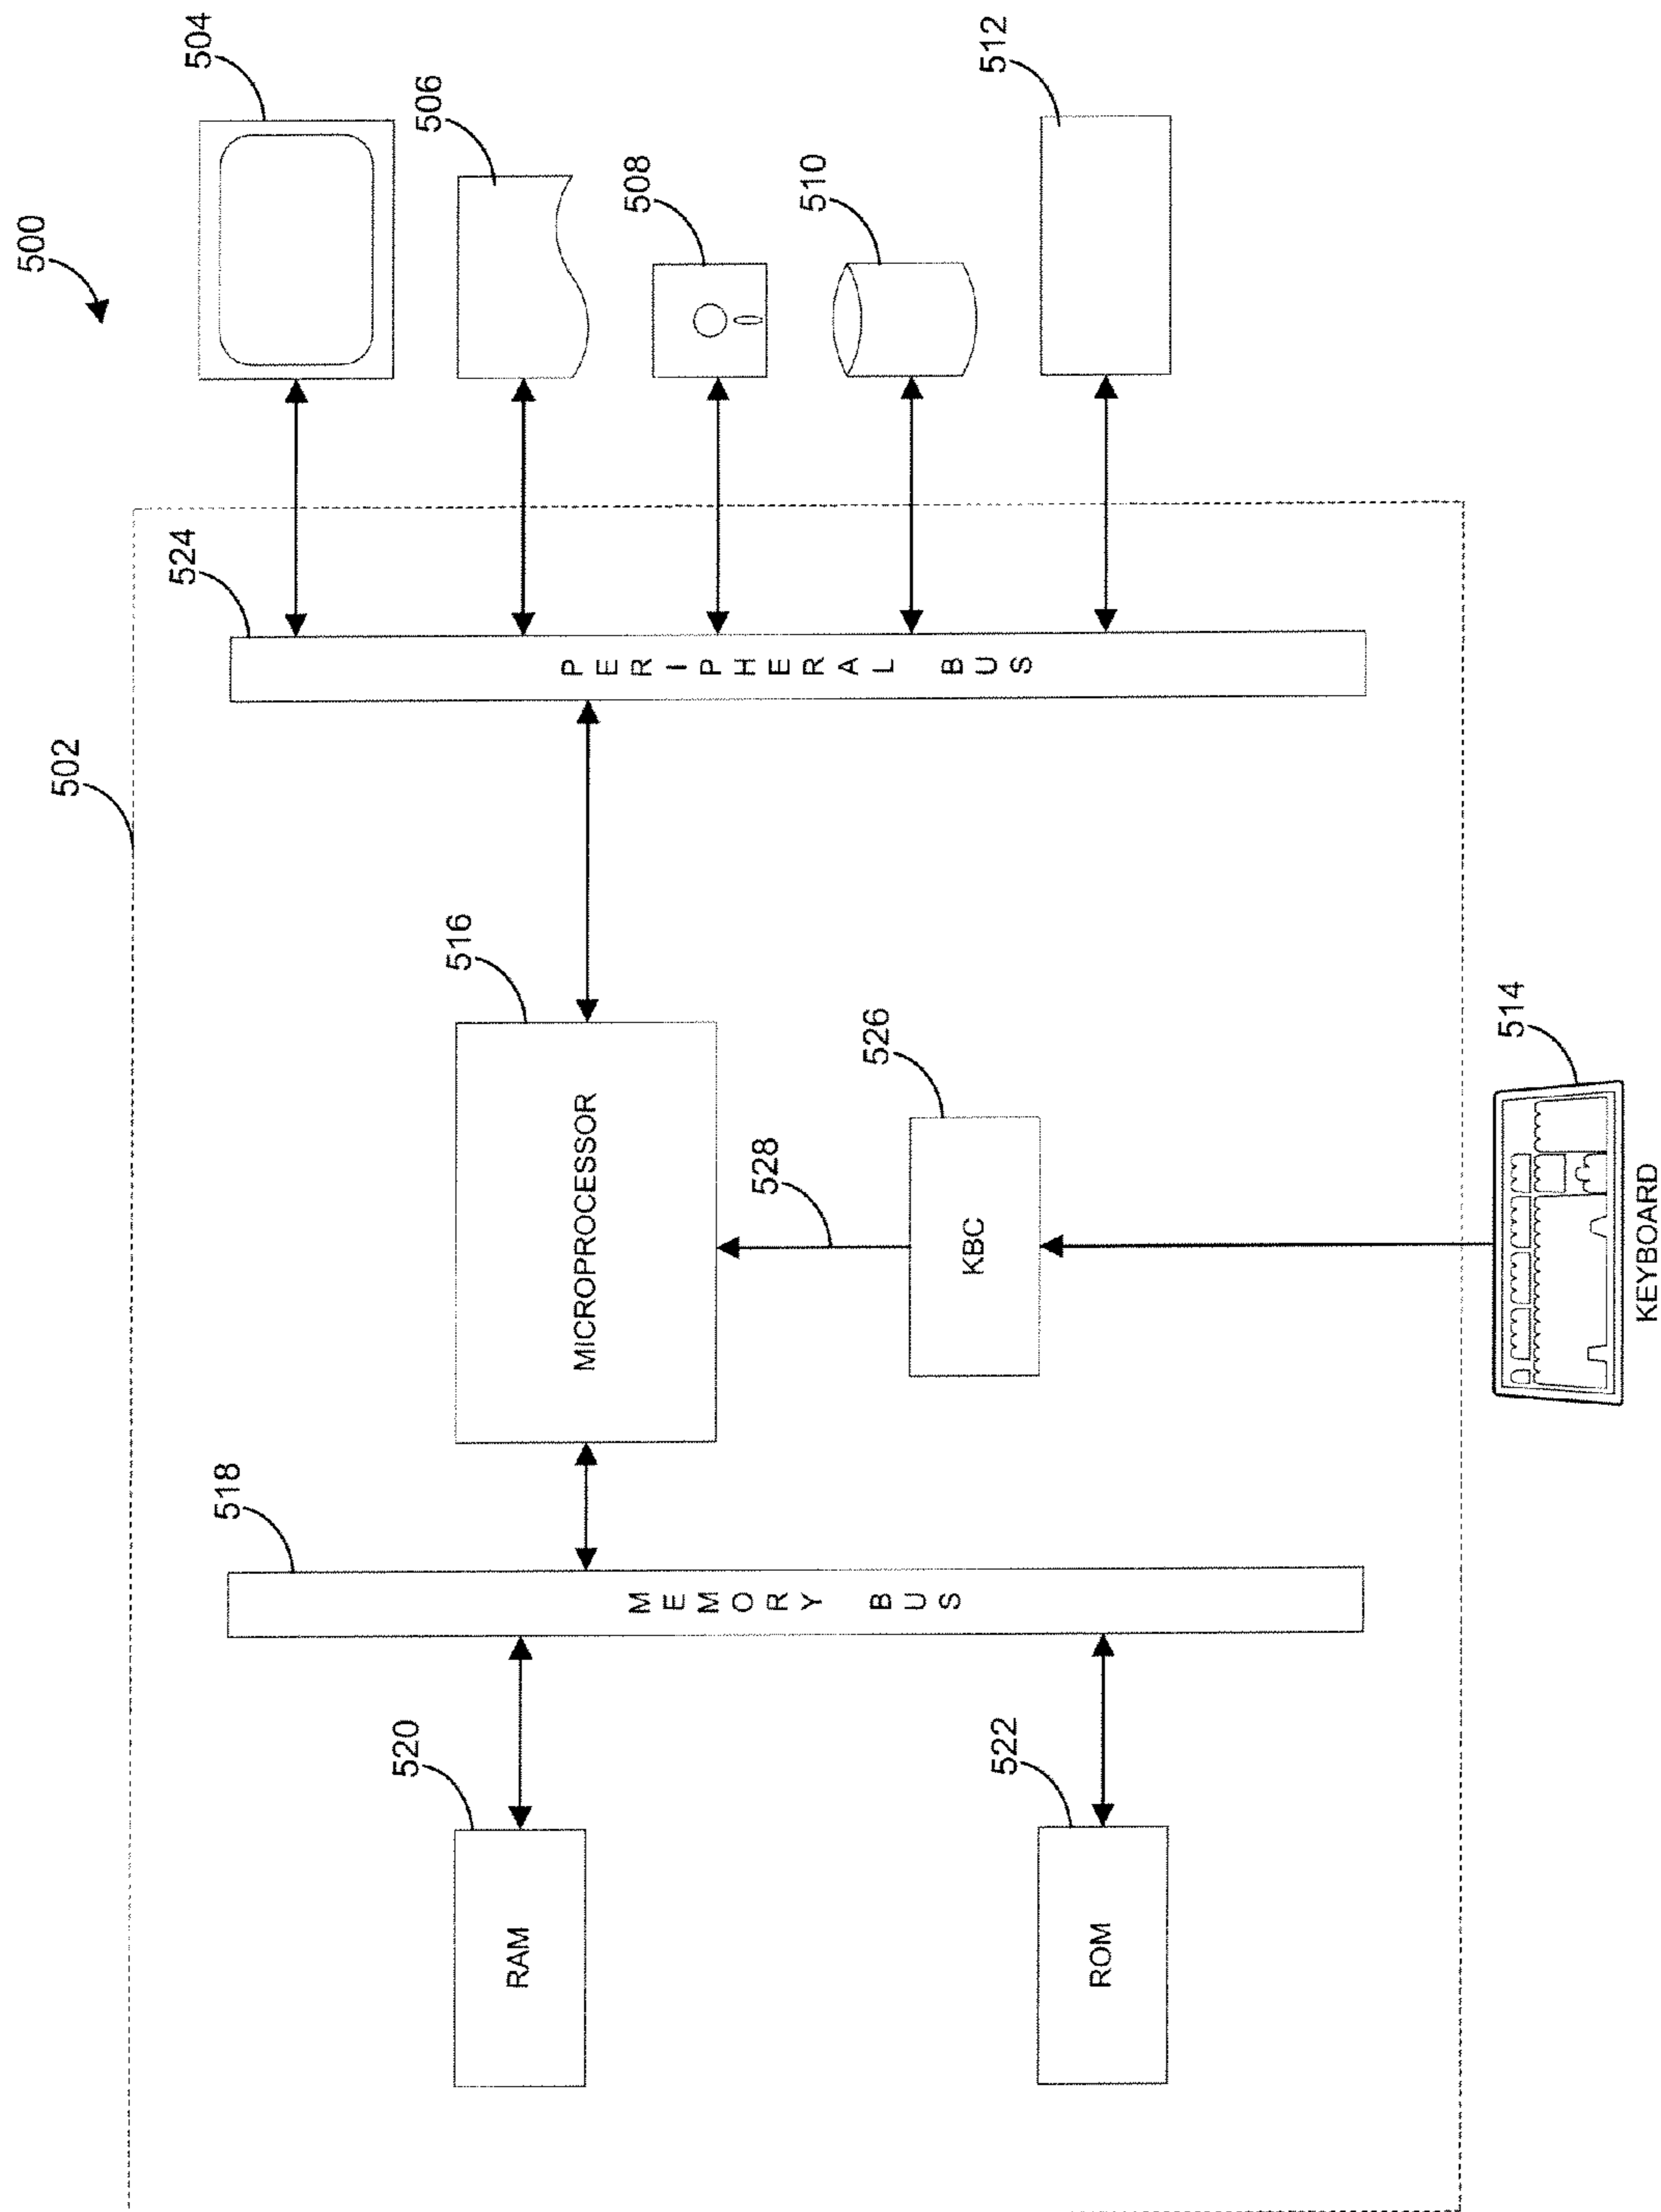 500
502
504
524
518
520
506
516
RAM
MICROPROCESSOR
508
MEMORY BUS
PERIPHERAL BUS
528
510
526
KBC
512
522
ROM
514
KEYBOARD